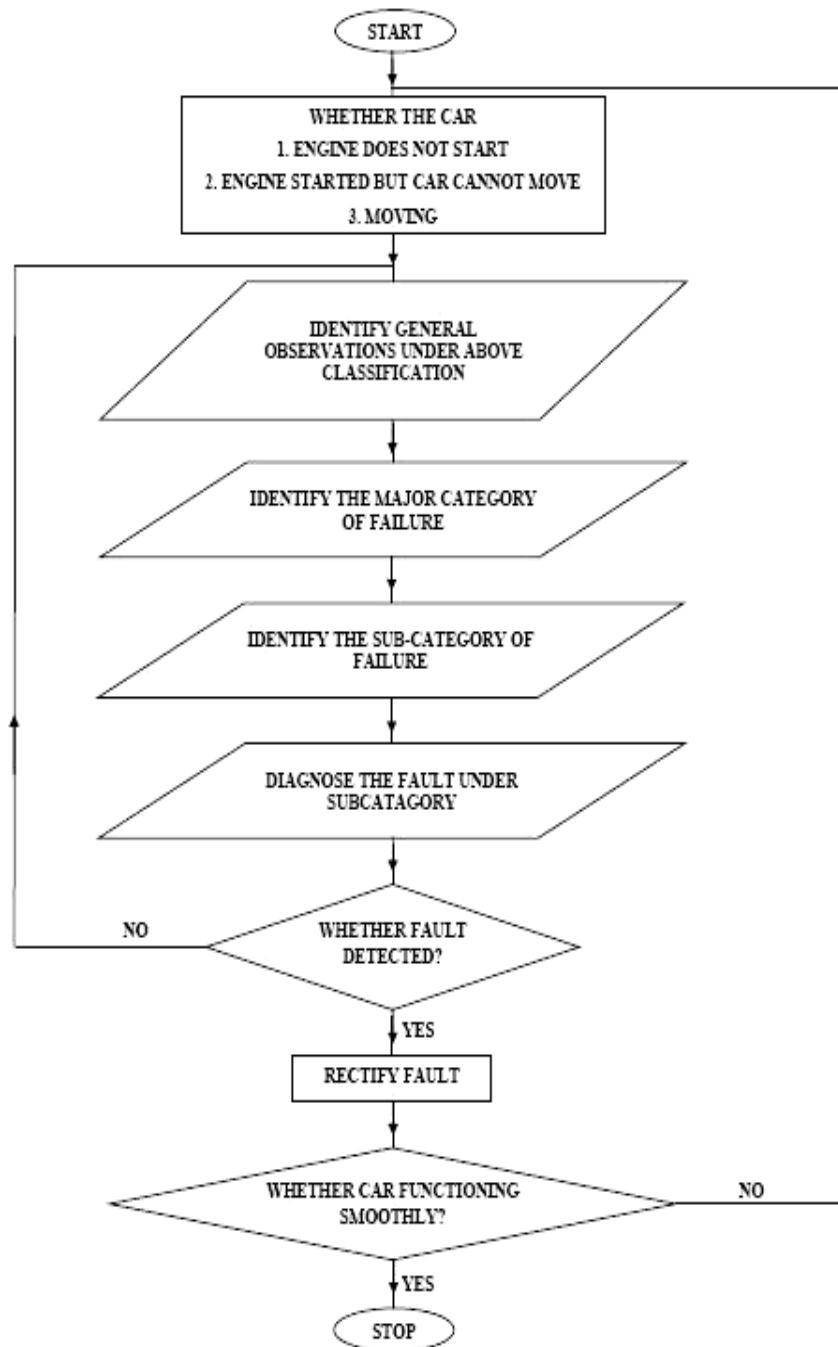 START
WHETHER THE CAR
1. ENGINE DOES NOT START
2. ENGINE STARTED BUT CAR CANNOT MOVE
3. MOVING
IDENTIFY GENERAL
OBSERVATIONS UNDER ABOVE
CLASSIFICATION
IDENTIFY THE MAJOR CATEGORY
OF FAILURE
IDENTIFY THE SUB-CATEGORY OF
FAILURE
DIAGNOSE THE FAULT UNDER
SUBCATAGORY
NO
WHETHER FAULT
DETECTED?
YES
RECTIFY FAULT
WHETHER CAR FUNCTIONING
SMOOTHLY?
NO
YES
STOP